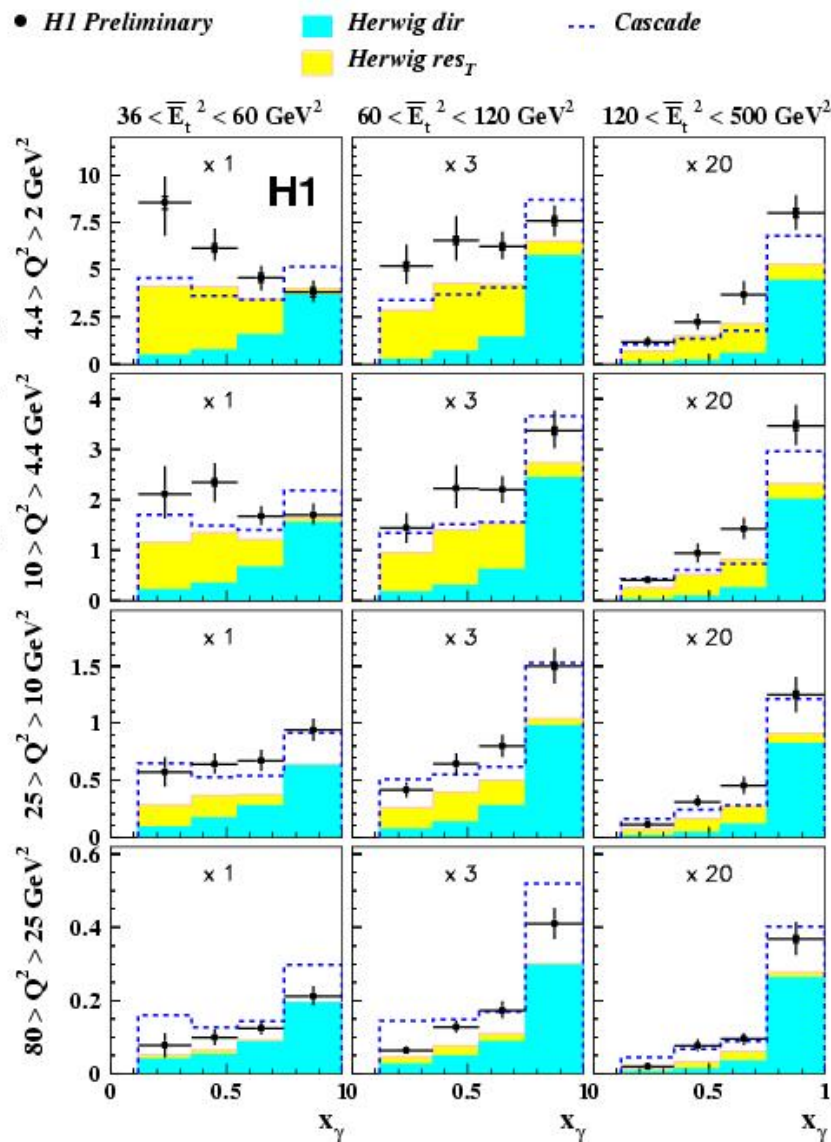 ● H1 Preliminary Herwig dir Cascade
Herwig res_T
36 < E̅_t² < 60 GeV² 60 < E̅_t² < 120 GeV² 120 < E̅_t² < 500 GeV²
4.4 > Q² > 2 GeV²
10
7.5
5
2.5
0
x 1 x 3 x 20
H1
10 > Q² > 4.4 GeV²
4
3
2
1
0
x 1 x 3 x 20
25 > Q² > 10 GeV²
1.5
1
0.5
0
x 1 x 3 x 20
80 > Q² > 25 GeV²
0.6
0.4
0.2
0
x 1 x 3 x 20
0 0.5 10 0.5 10 0.5 1
x_γ x_γ x_γ